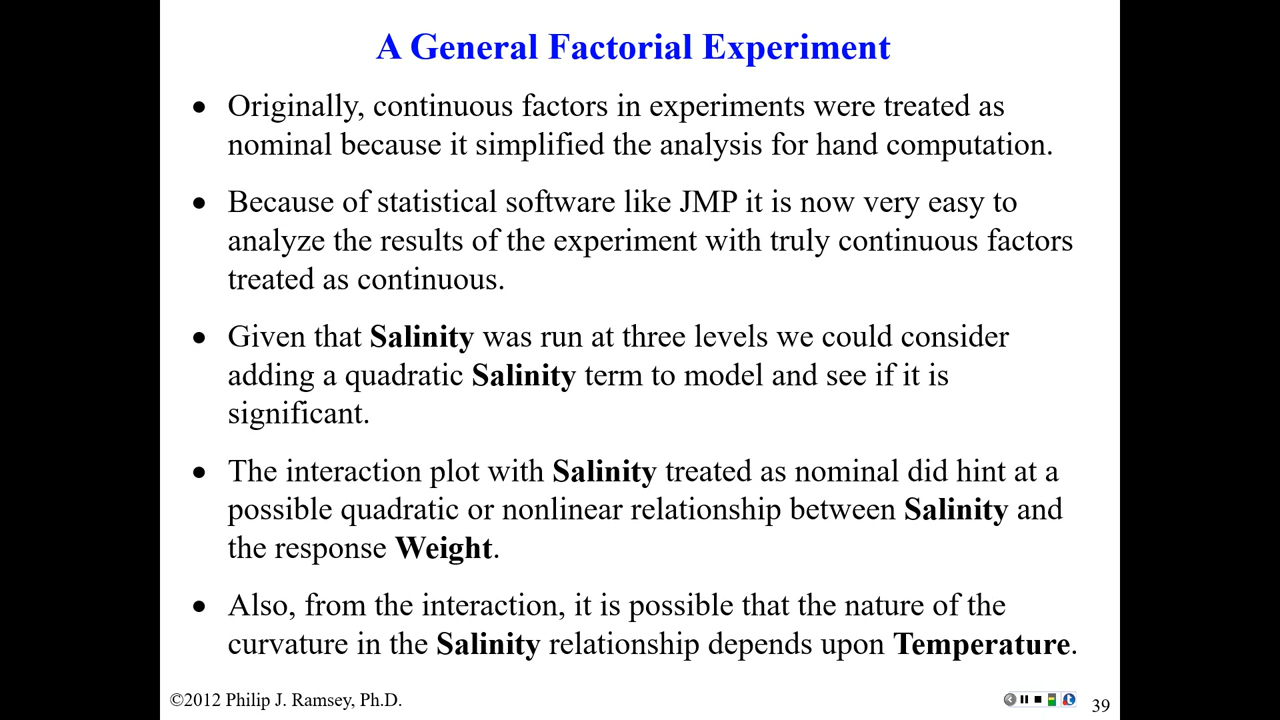 A General Factorial Experiment
• Originally, continuous factors in experiments were treated as
nominal because it simplified the analysis for hand computation.
• Because of statistical software like JMP it is now very easy to
analyze the results of the experiment with truly continuous factors
treated as continuous.
• Given that Salinity was run at three levels we could consider
adding a quadratic Salinity term to model and see if it is
significant.
• The interaction plot with Salinity treated as nominal did hint at a
possible quadratic or nonlinear relationship between Salinity and
the response Weight.
• Also, from the interaction, it is possible that the nature of the
curvature in the Salinity relationship depends upon Temperature.
©2012 Philip J. Ramsey, Ph.D.
39